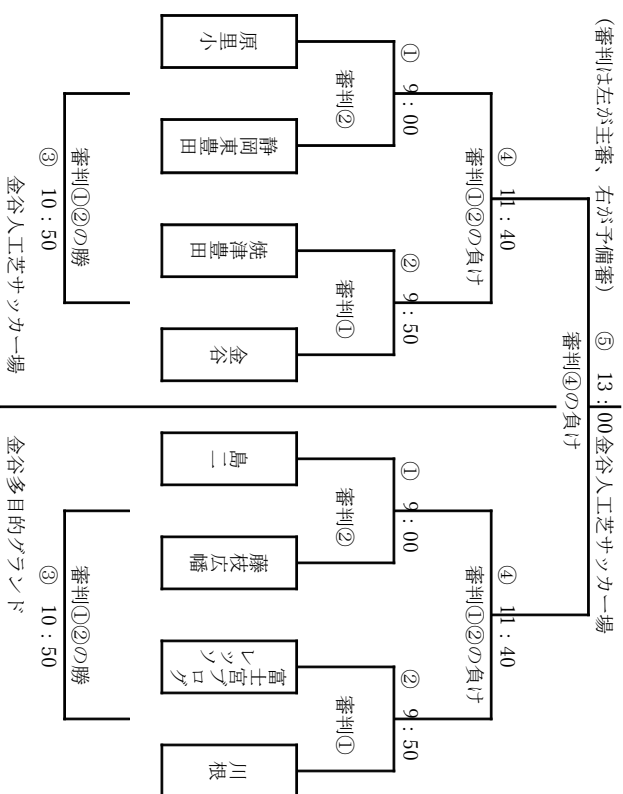 (審判は左が主審、右が予備審)
⑤ 13:00金谷人工芝サッカー場
審判④の負け
④ 11:40
審判①②の負け
④ 11:40
審判①②の負け
① 9:00
審判②
② 9:50
審判①
① 9:00
審判②
② 9:50
審判①
原里小
静岡東豊田
焼津豊田
金谷
島一
藤枝広幡
富士宮プログレッソ
川根
審判①②の勝
③ 10:50
金谷人工芝サッカー場
審判①②の勝
③ 10:50
金谷多目的グランド